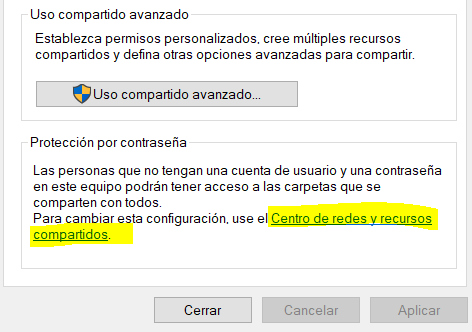 Uso compartido avanzado
Establezca permisos personalizados, cree múltiples recursos
compartidos y defina otras opciones avanzadas para compartir.
Uso compartido avanzado...
Protección por contraseña
Las personas que no tengan una cuenta de usuario y una contraseña
en este equipo podrán tener acceso a las carpetas que se
comparten con todos.
Para cambiar esta configuración, use el Centro de redes y recursos
compartidos.
Cerrar
Cancelar
Aplicar